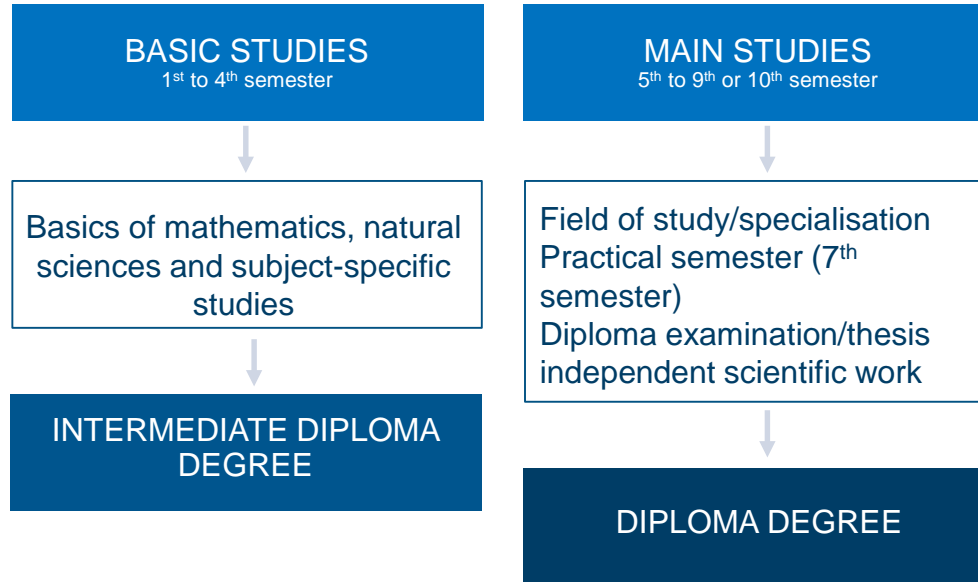 BASIC STUDIES
1st to 4th semester
Basics of mathematics, natural
sciences and subject-specific
studies
INTERMEDIATE DIPLOMA
DEGREE
MAIN STUDIES
5th to 9th or 10th semester
Field of study/specialisation
Practical semester (7th
semester)
Diploma examination/thesis
independent scientific work
DIPLOMA DEGREE